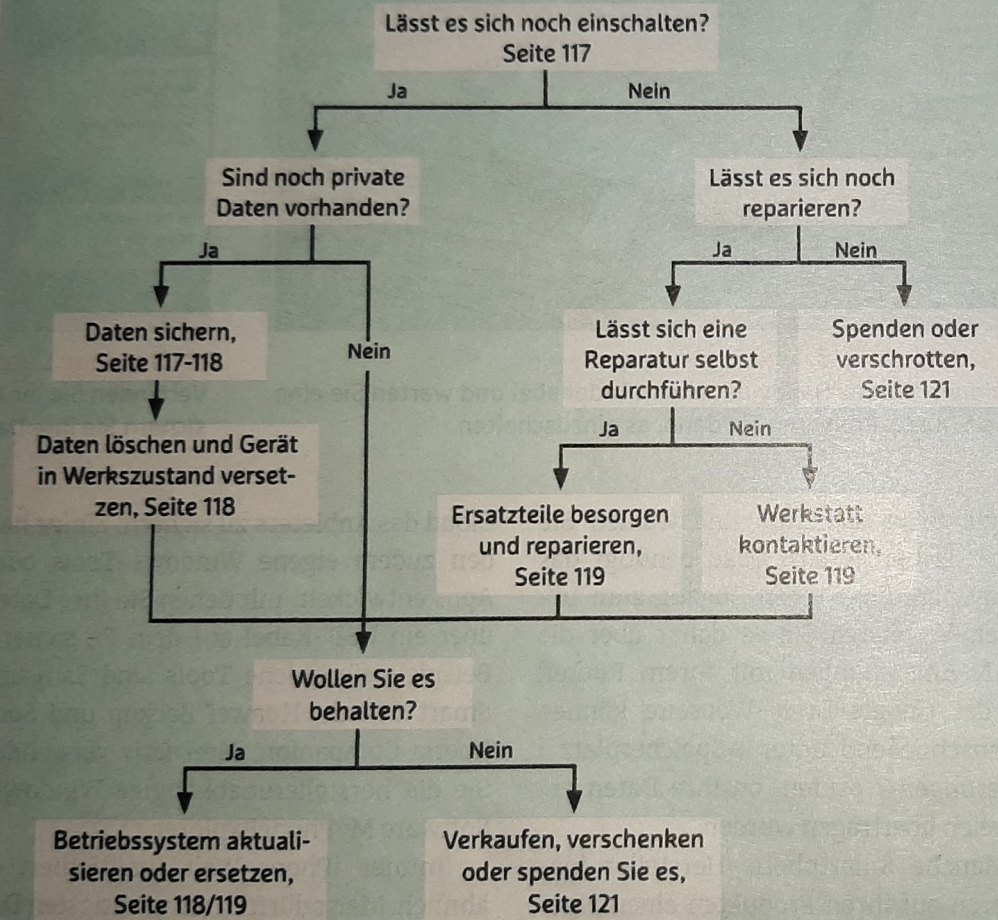 Lässt es sich noch einschalten?
Seite 117
Ja
Nein
Sind noch private
Daten vorhanden?
Lässt es sich noch
reparieren?
Ja
Nein
Ja
Nein
Daten sichern,
Seite 117-118
Lässt sich eine
Reparatur selbst
durchführen?
Spenden oder
verschrotten,
Seite 121
Daten löschen und Gerät
in Werkszustand verset-
zen, Seite 118
Ja
Nein
Ersatzteile besorgen
und reparieren,
Seite 119
Werkstatt
kontaktieren,
Seite 119
Wollen Sie es
behalten?
Ja
Nein
Betriebssystem aktuali-
sieren oder ersetzen,
Seite 118/119
Verkaufen, verschenken
oder spenden Sie es,
Seite 121